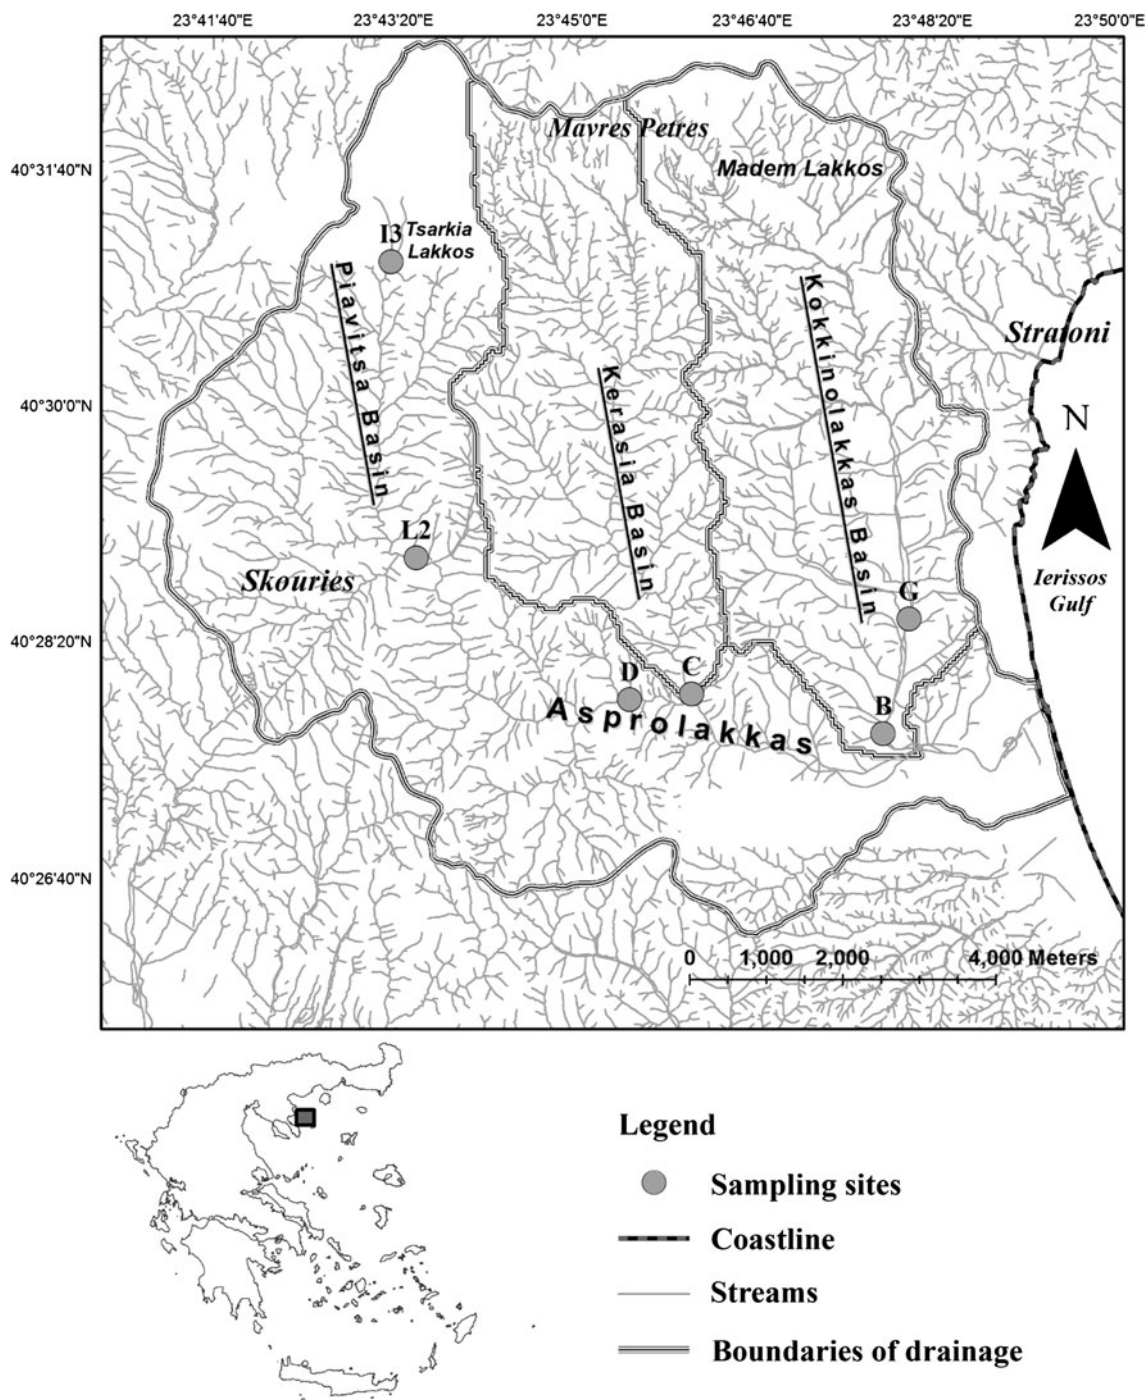 23°41'40"E 23°43'20"E 23°45'0"E 23°46'40"E 23°48'20"E 23°50'0"E
Mavres Petres
40°31'40"N
Madem Lakkos
I3
Tsarkia
Lakkos
Piavitsa Basin
Kokkinolakkas Basin
Stratoni
Kerasia Basin
40°30'0"N
N
L2
Skouries
G
Ierissos
Gulf
40°28'20"N
D
C
B
Asprolakkas
40°26'40"N
0 1,000 2,000 4,000 Meters
Legend
Sampling sites
Coastline
Streams
Boundaries of drainage